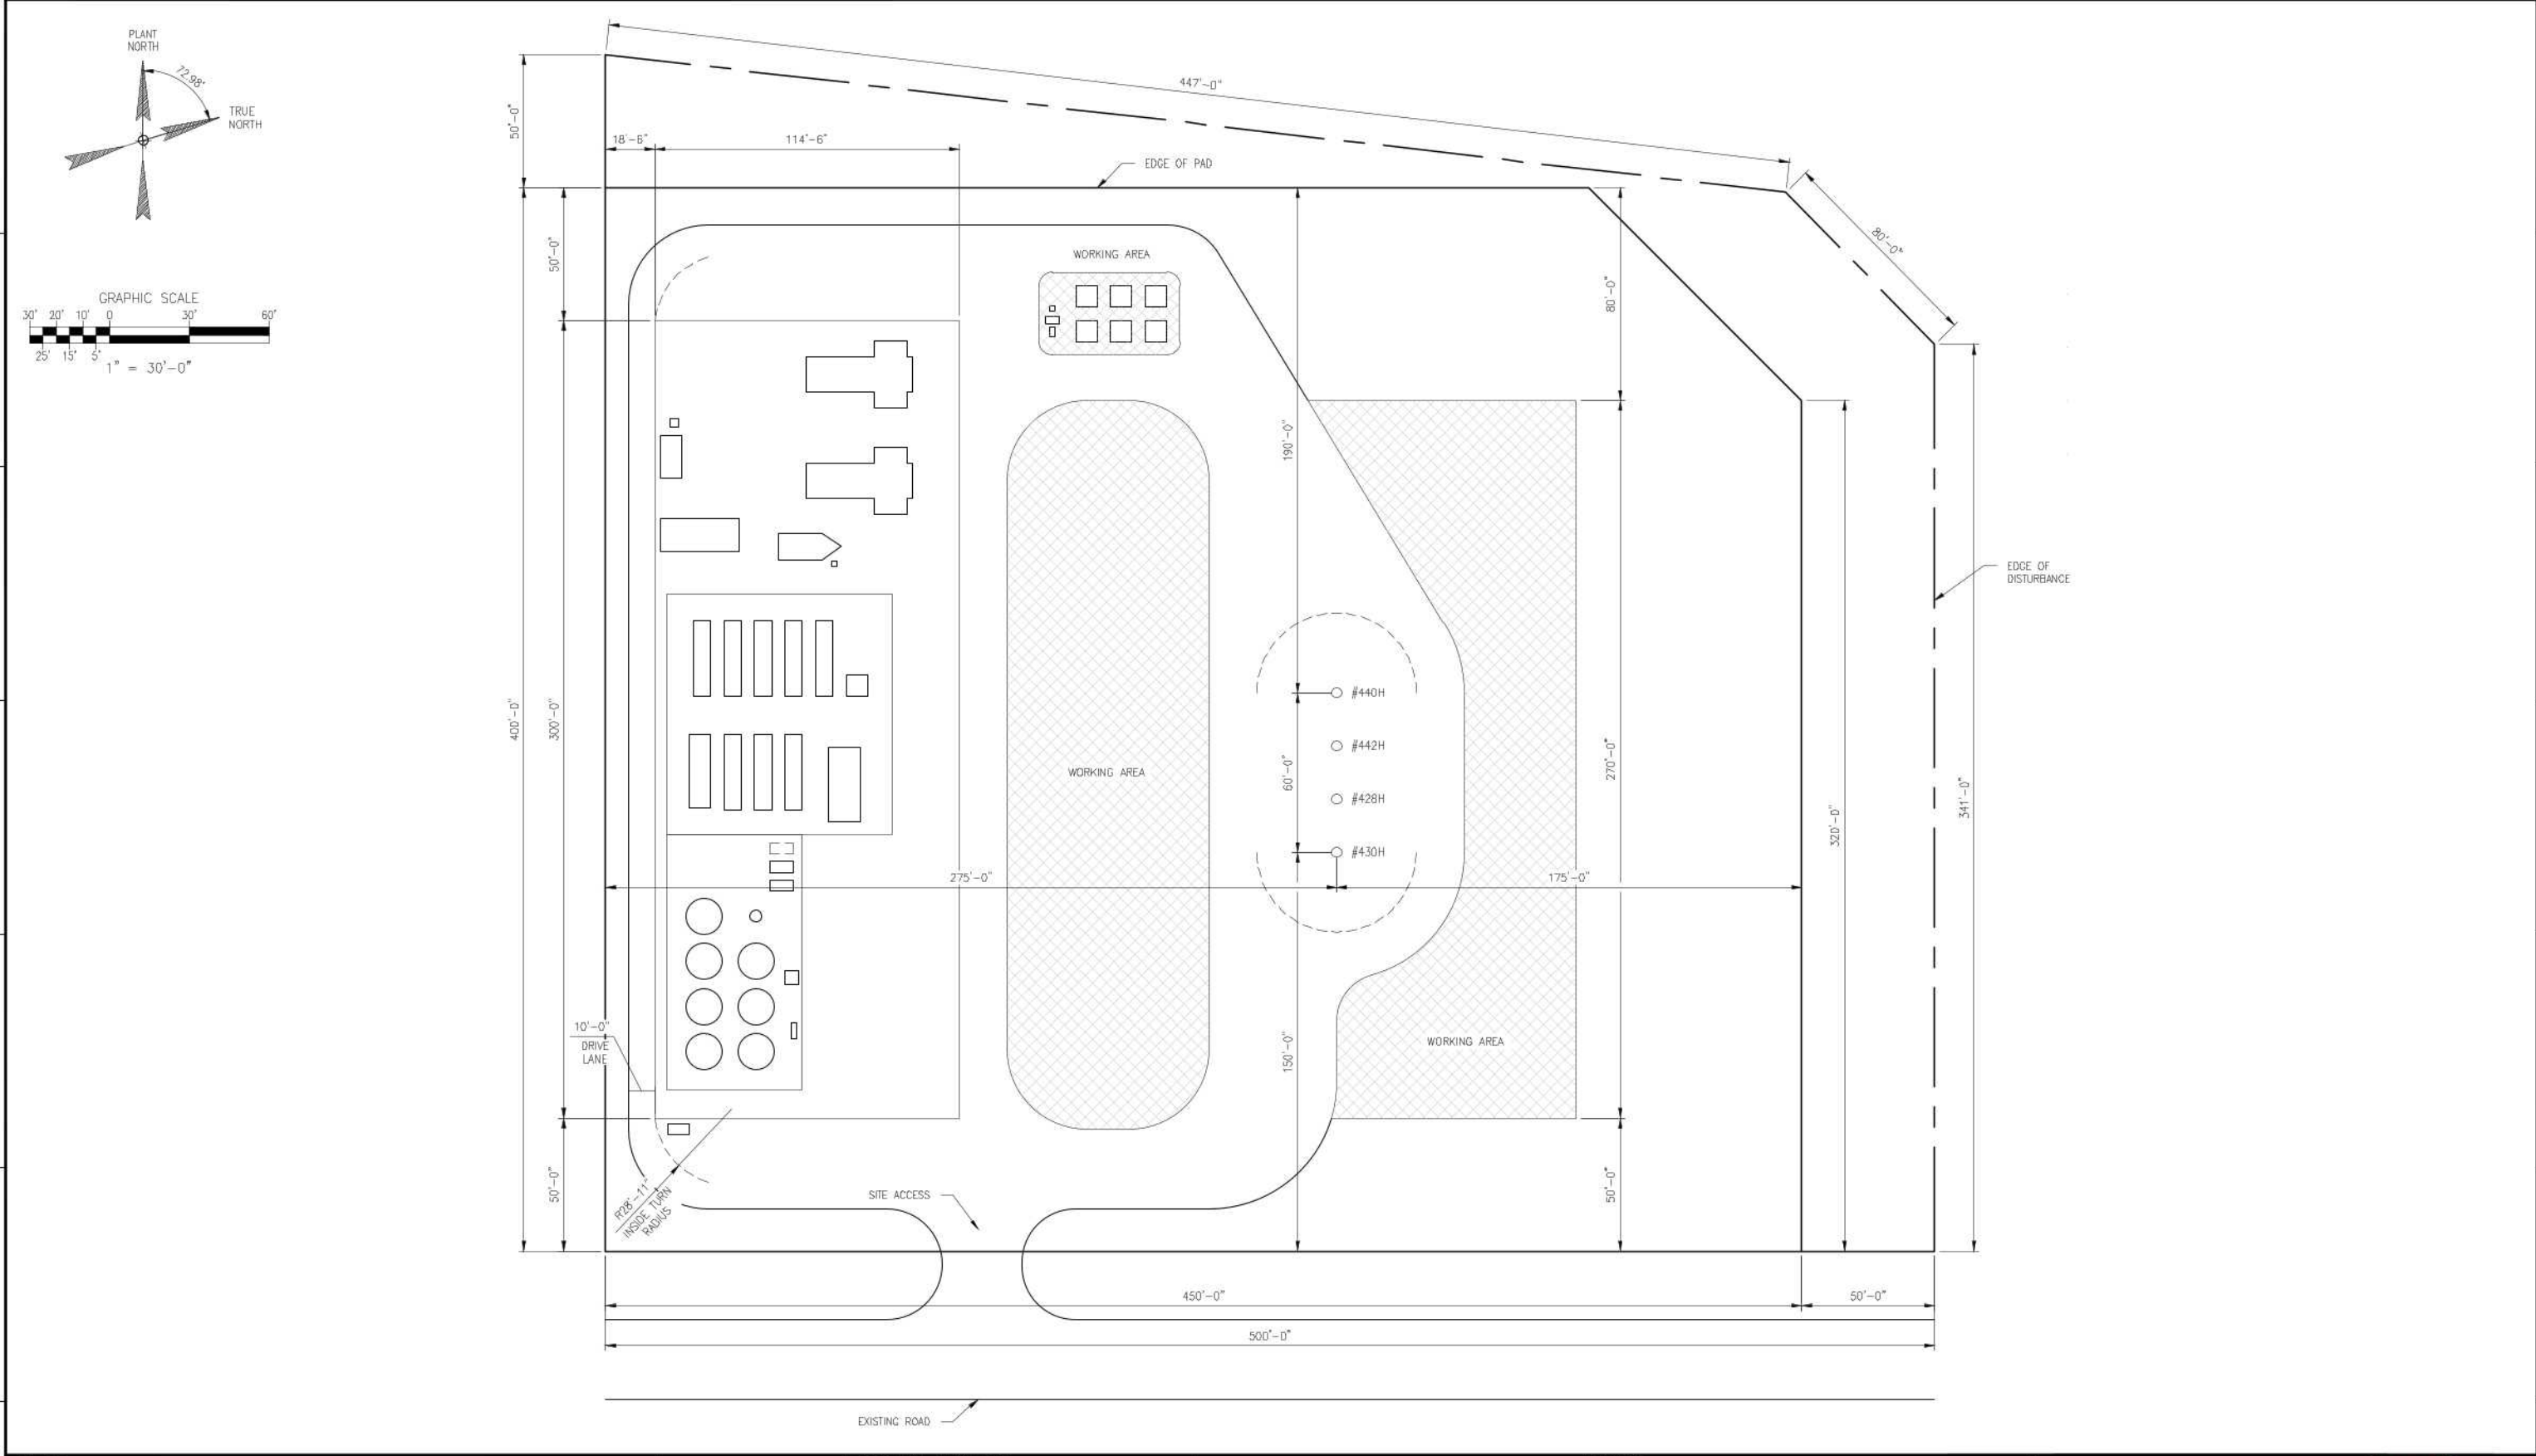 PLANT
NORTH
72.98°
TRUE
NORTH
GRAPHIC SCALE
30' 20' 10' 0 30' 60'
25' 15' 5'
1" = 30'-0"
447'-0"
50'-0"
18'-6"
114'-6"
EDGE OF PAD
80'-0"
50'-0"
WORKING AREA
80'-0"
190'-0"
EDGE OF
DISTURBANCE
#440H
400'-0"
300'-0"
#442H
270'-0"
60'-0"
WORKING AREA
#428H
341'-0"
320'-0"
#430H
275'-0"
175'-0"
10'-0"
DRIVE
LANE
150'-0"
WORKING AREA
50'-0"
R28'-11"
INSIDE TURN
RADIUS
SITE ACCESS
50'-0"
450'-0"
50'-0"
500'-0"
EXISTING ROAD